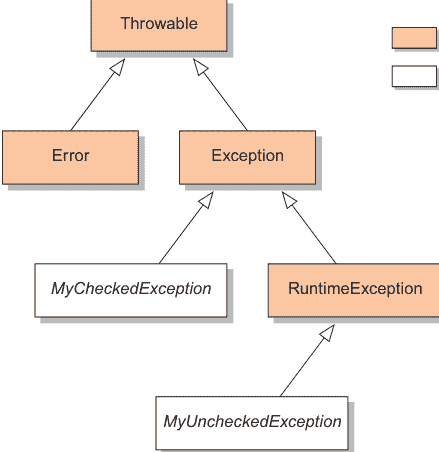 Throwable
Error
Exception
MyCheckedException
RuntimeException
MyUncheckedException